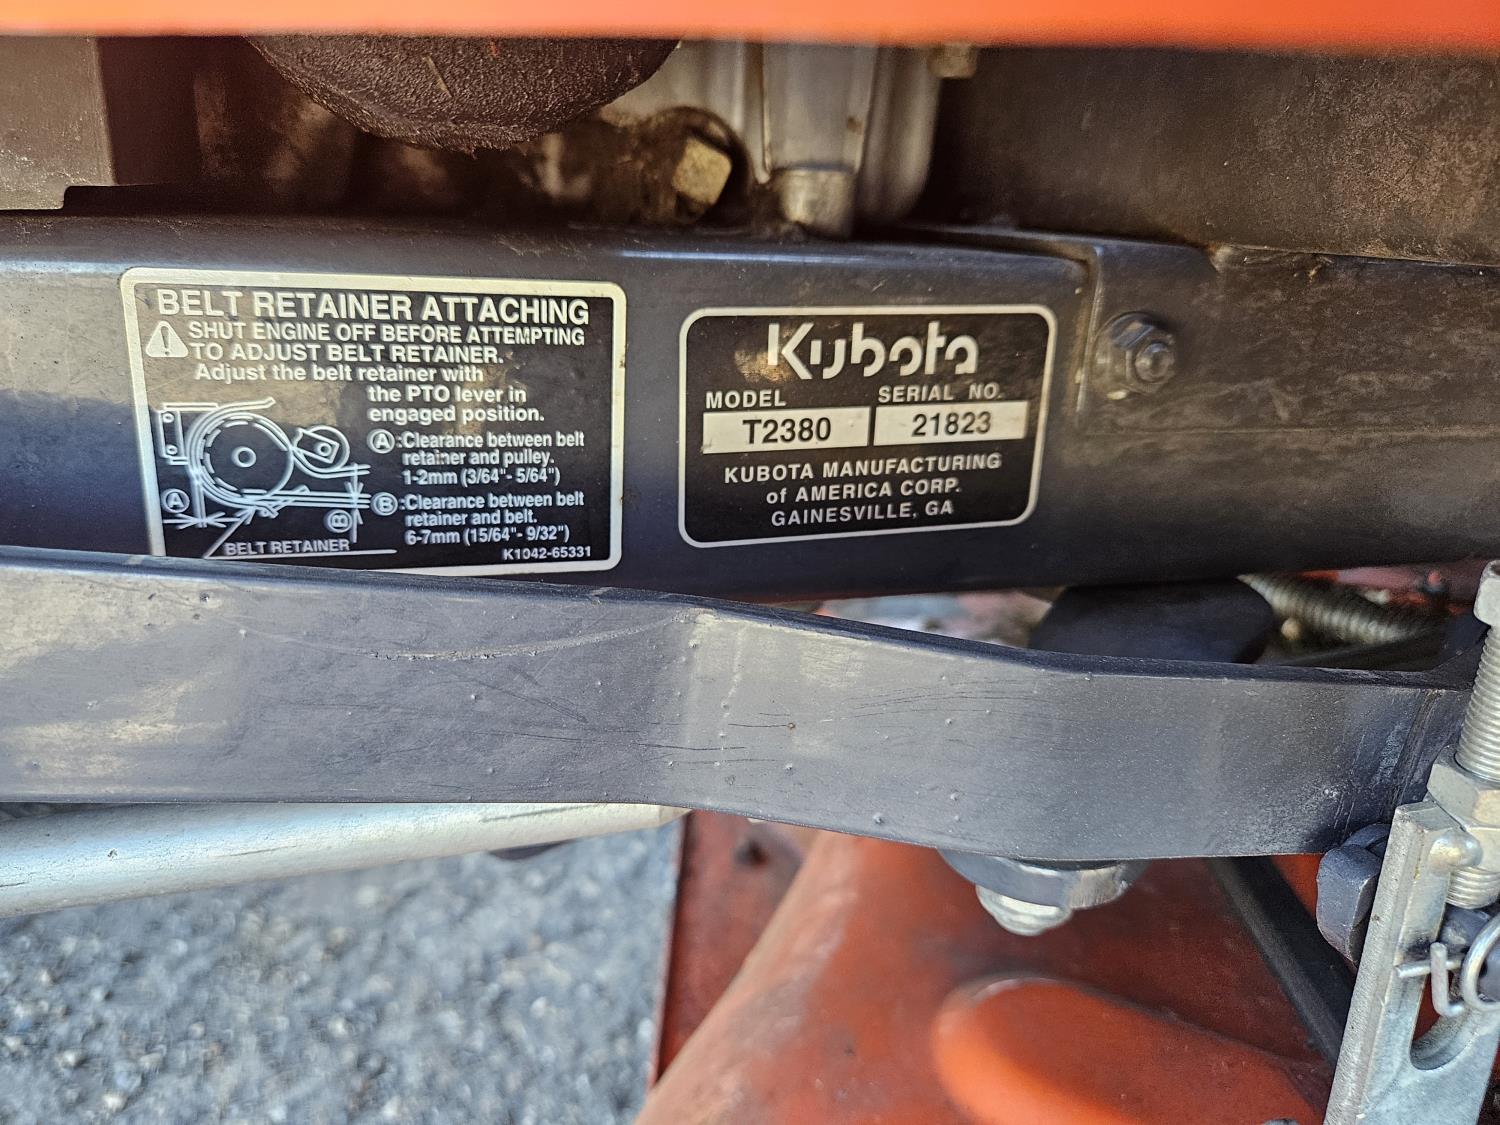 BELT RETAINER ATTACHING
SHUT ENGINE OFF BEFORE ATTEMPTING
TO ADJUST BELT RETAINER.
Adjust the belt retainer with
the PTO lever in
engaged position.
Ⓐ:Clearance between belt
retainer and pulley.
1-2mm (3/64"- 5/64")
Ⓑ:Clearance between belt
retainer and belt.
6-7mm (15/64"- 9/32")
Ⓐ
Ⓑ
BELT RETAINER
K1042-65331
Kubota
MODEL
T2380
SERIAL NO.
21823
KUBOTA MANUFACTURING
of AMERICA CORP.
GAINESVILLE, GA